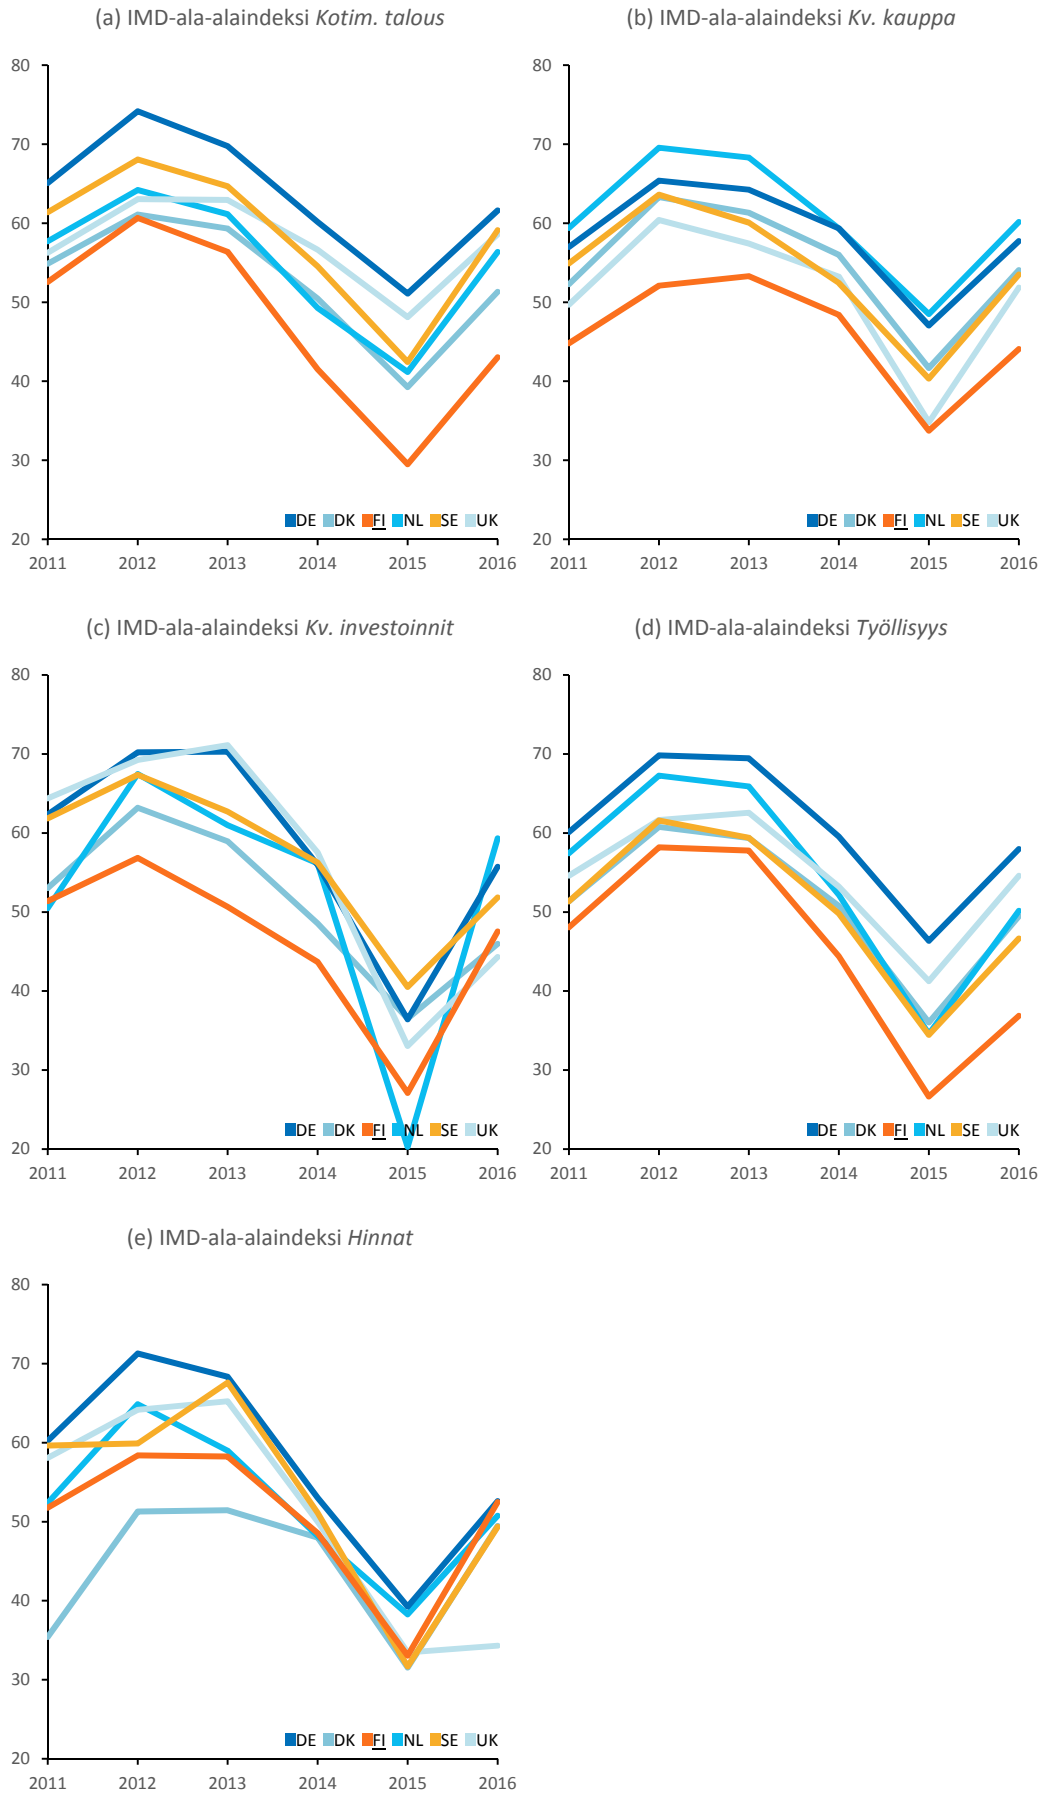 (a) IMD-ala-alaindeksi Kotim. talous
80
70
60
50
40
30
20
DE DK FI NL SE UK
2011 2012 2013 2014 2015 2016
(b) IMD-ala-alaindeksi Kv. kauppa
80
70
60
50
40
30
20
DE DK FI NL SE UK
2011 2012 2013 2014 2015 2016
(c) IMD-ala-alaindeksi Kv. investoinnit
80
70
60
50
40
30
20
DE DK FI NL SE UK
2011 2012 2013 2014 2015 2016
(d) IMD-ala-alaindeksi Työllisyys
80
70
60
50
40
30
20
DE DK FI NL SE UK
2011 2012 2013 2014 2015 2016
(e) IMD-ala-alaindeksi Hinnat
80
70
60
50
40
30
20
DE DK FI NL SE UK
2011 2012 2013 2014 2015 2016